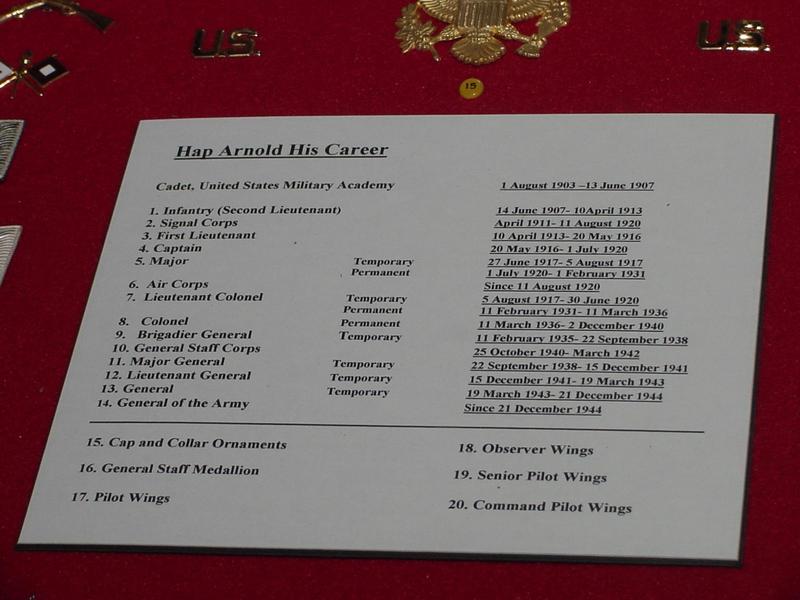 U.S. U.S.
15
Hap Arnold His Career
Cadet, United States Military Academy 1 August 1903 –13 June 1907
1. Infantry (Second Lieutenant) 14 June 1907- 10April 1913
2. Signal Corps April 1911- 11 August 1920
3. First Lieutenant 10 April 1913- 20 May 1916
4. Captain 20 May 1916- 1 July 1920
5. Major Temporary 27 June 1917- 5 August 1917
Permanent 1 July 1920- 1 February 1931
6. Air Corps Since 11 August 1920
7. Lieutenant Colonel Temporary 5 August 1917- 30 June 1920
Permanent 11 February 1931- 11 March 1936
8. Colonel Permanent 11 March 1936- 2 December 1940
9. Brigadier General Temporary 11 February 1935- 22 September 1938
10. General Staff Corps 25 October 1940- March 1942
11. Major General Temporary 22 September 1938- 15 December 1941
12. Lieutenant General Temporary 15 December 1941- 19 March 1943
13. General Temporary 19 March 1943- 21 December 1944
14. General of the Army Since 21 December 1944
15. Cap and Collar Ornaments 18. Observer Wings
16. General Staff Medallion 19. Senior Pilot Wings
17. Pilot Wings 20. Command Pilot Wings